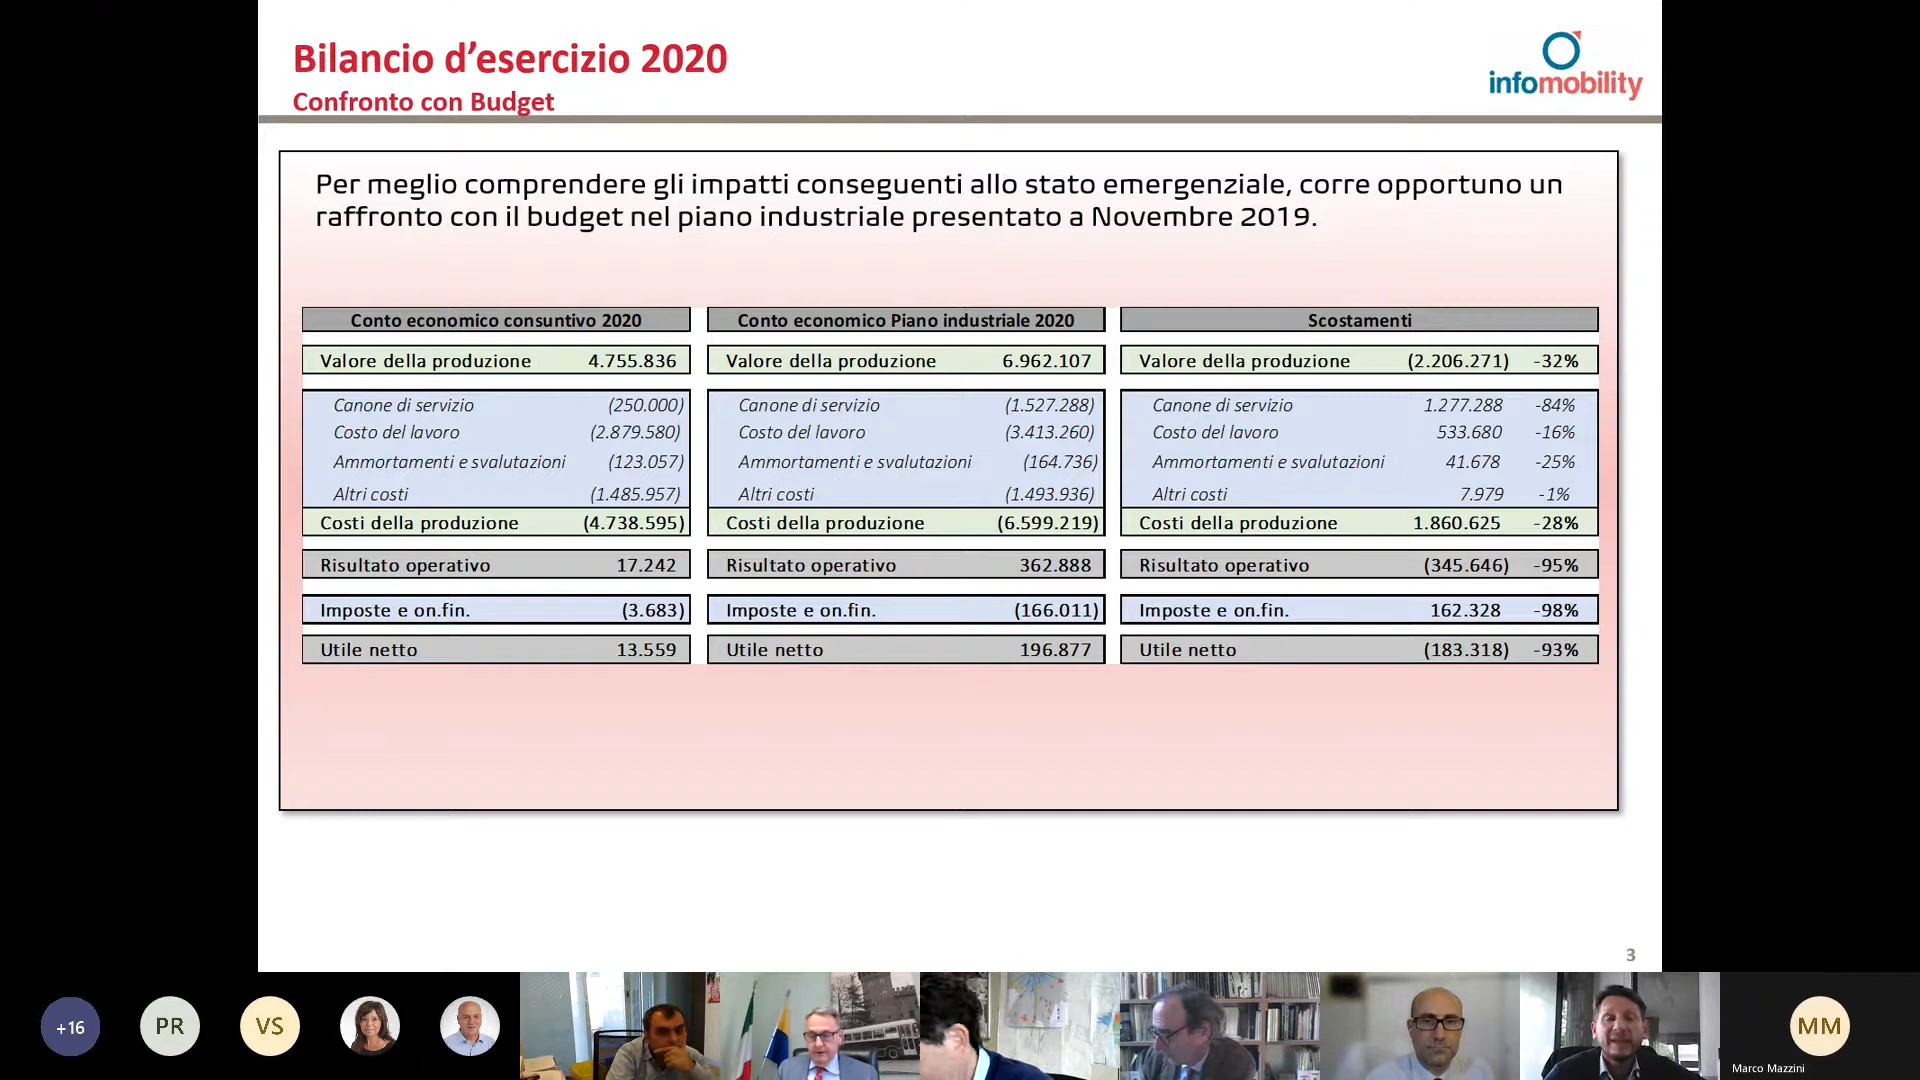 Bilancio d'esercizio 2020
Confronto con Budget
infomobility
Per meglio comprendere gli impatti conseguenti allo stato emergenziale, corre opportuno un
raffronto con il budget nel piano industriale presentato a Novembre 2019.
Conto economico consuntivo 2020
Valore della produzione 4.755.836
Canone di servizio (250.000)
Costo del lavoro (2.879.580)
Ammortamenti e svalutazioni (123.057)
Altri costi (1.485.957)
Costi della produzione (4.738.595)
Risultato operativo 17.242
Imposte e on.fin. (3.683)
Utile netto 13.559
Conto economico Piano industriale 2020
Valore della produzione 6.962.107
Canone di servizio (1.527.288)
Costo del lavoro (3.413.260)
Ammortamenti e svalutazioni (164.736)
Altri costi (1.493.936)
Costi della produzione (6.599.219)
Risultato operativo 362.888
Imposte e on.fin. (166.011)
Utile netto 196.877
Scostamenti
Valore della produzione (2.206.271) -32%
Canone di servizio 1.277.288 -84%
Costo del lavoro 533.680 -16%
Ammortamenti e svalutazioni 41.678 -25%
Altri costi 7.979 -1%
Costi della produzione 1.860.625 -28%
Risultato operativo (345.646) -95%
Imposte e on.fin. 162.328 -98%
Utile netto (183.318) -93%
3
+16
PR
VS
MM
Marco Mazzini